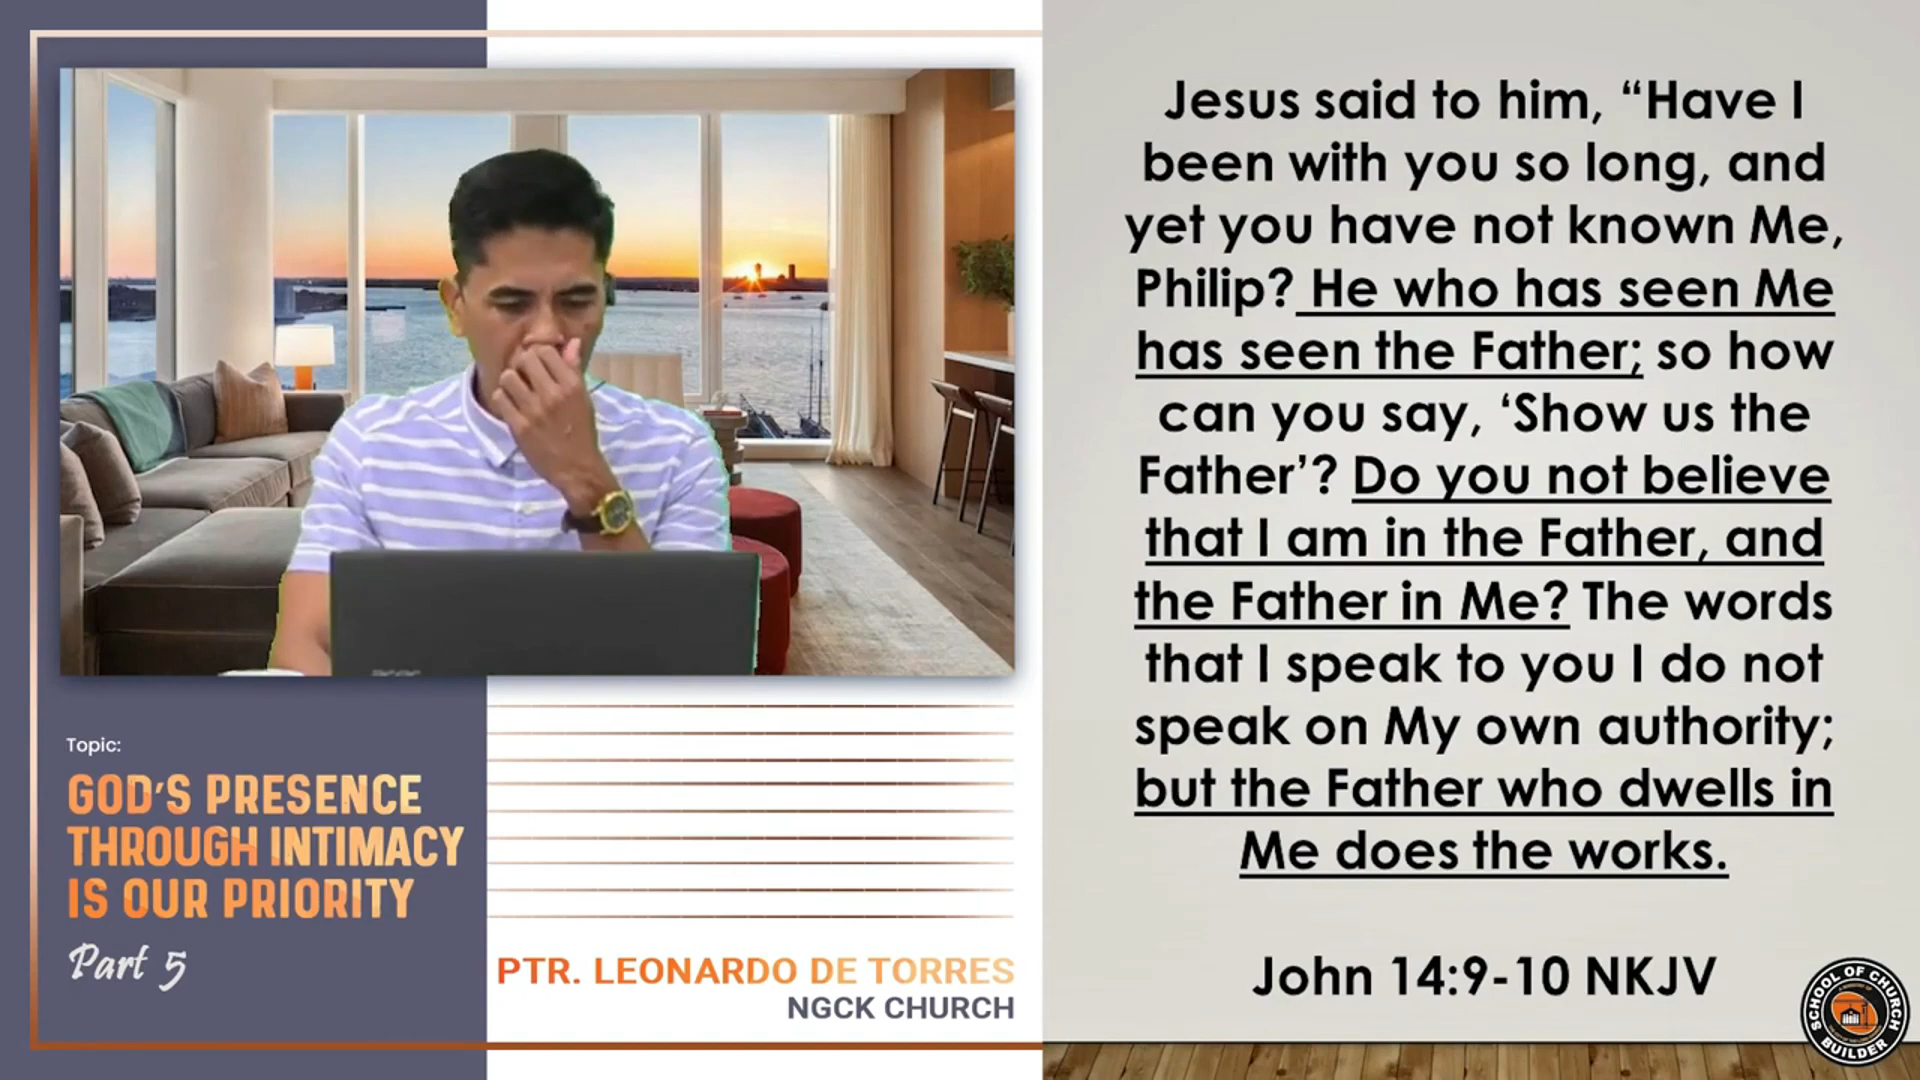 Topic:
GOD'S PRESENCE
THROUGH INTIMACY
IS OUR PRIORITY
Part 5
PTR. LEONARDO DE TORRES
NGCK CHURCH
Jesus said to him, “Have I
been with you so long, and
yet you have not known Me,
Philip? He who has seen Me
has seen the Father; so how
can you say, ‘Show us the
Father’? Do you not believe
that I am in the Father, and
the Father in Me? The words
that I speak to you I do not
speak on My own authority;
but the Father who dwells in
Me does the works.
John 14:9-10 NKJV
SCHOOL OF CHURCH
BUILDER